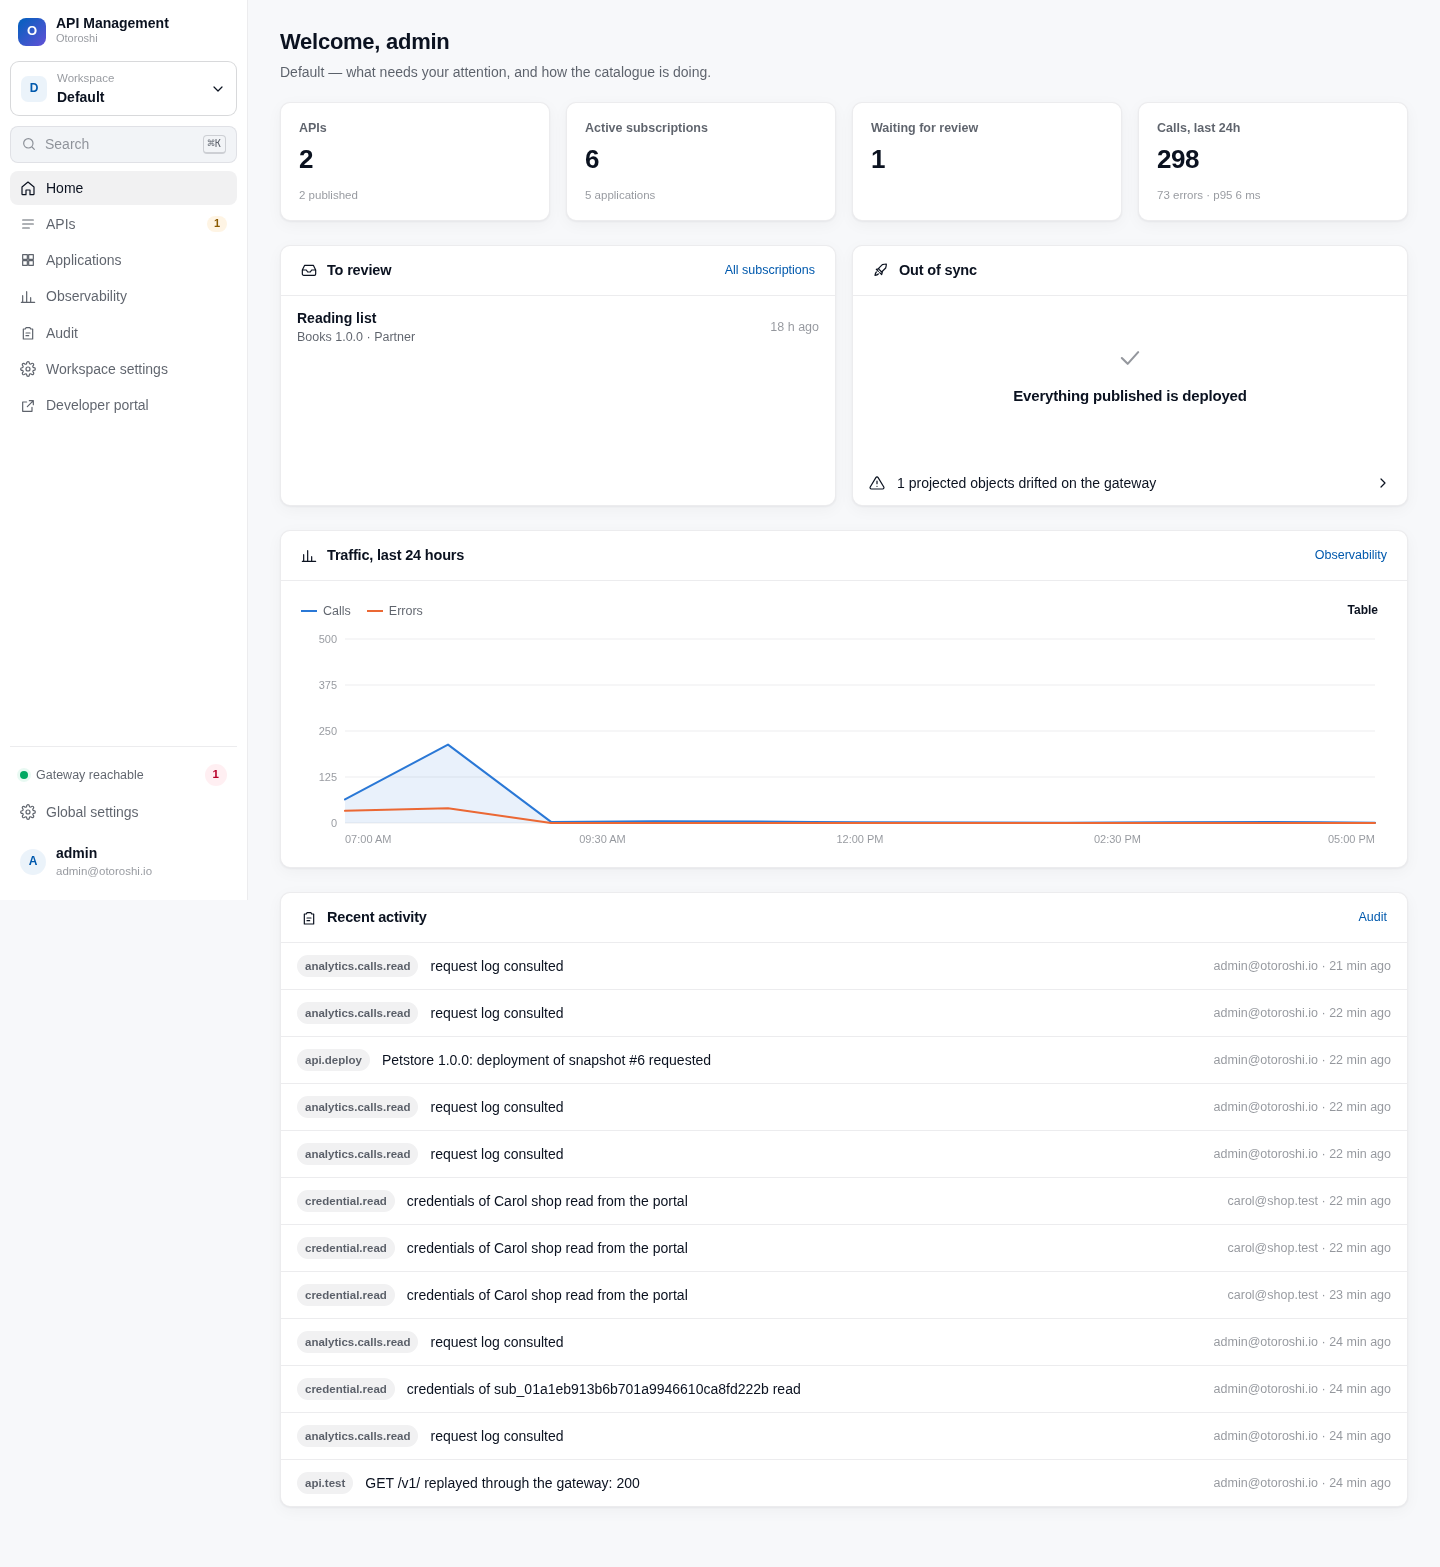 O
API Management
Otoroshi
D
Workspace
Default
Search
⌘K
Home
APIs
1
Applications
Observability
Audit
Workspace settings
Developer portal
Gateway reachable
1
Global settings
A
admin
admin@otoroshi.io
Welcome, admin
Default — what needs your attention, and how the catalogue is doing.
APIs
2
2 published
Active subscriptions
6
5 applications
Waiting for review
1
Calls, last 24h
298
73 errors · p95 6 ms
To review
All subscriptions
Reading list
Books 1.0.0 · Partner
18 h ago
Out of sync
Everything published is deployed
1 projected objects drifted on the gateway
Traffic, last 24 hours
Observability
Calls
Errors
Table
500
375
250
125
0
07:00 AM
09:30 AM
12:00 PM
02:30 PM
05:00 PM
Recent activity
Audit
analytics.calls.read request log consulted admin@otoroshi.io · 21 min ago
analytics.calls.read request log consulted admin@otoroshi.io · 22 min ago
api.deploy Petstore 1.0.0: deployment of snapshot #6 requested admin@otoroshi.io · 22 min ago
analytics.calls.read request log consulted admin@otoroshi.io · 22 min ago
analytics.calls.read request log consulted admin@otoroshi.io · 22 min ago
credential.read credentials of Carol shop read from the portal carol@shop.test · 22 min ago
credential.read credentials of Carol shop read from the portal carol@shop.test · 22 min ago
credential.read credentials of Carol shop read from the portal carol@shop.test · 23 min ago
analytics.calls.read request log consulted admin@otoroshi.io · 24 min ago
credential.read credentials of sub_01a1eb913b6b701a9946610ca8fd222b read admin@otoroshi.io · 24 min ago
analytics.calls.read request log consulted admin@otoroshi.io · 24 min ago
api.test GET /v1/ replayed through the gateway: 200 admin@otoroshi.io · 24 min ago